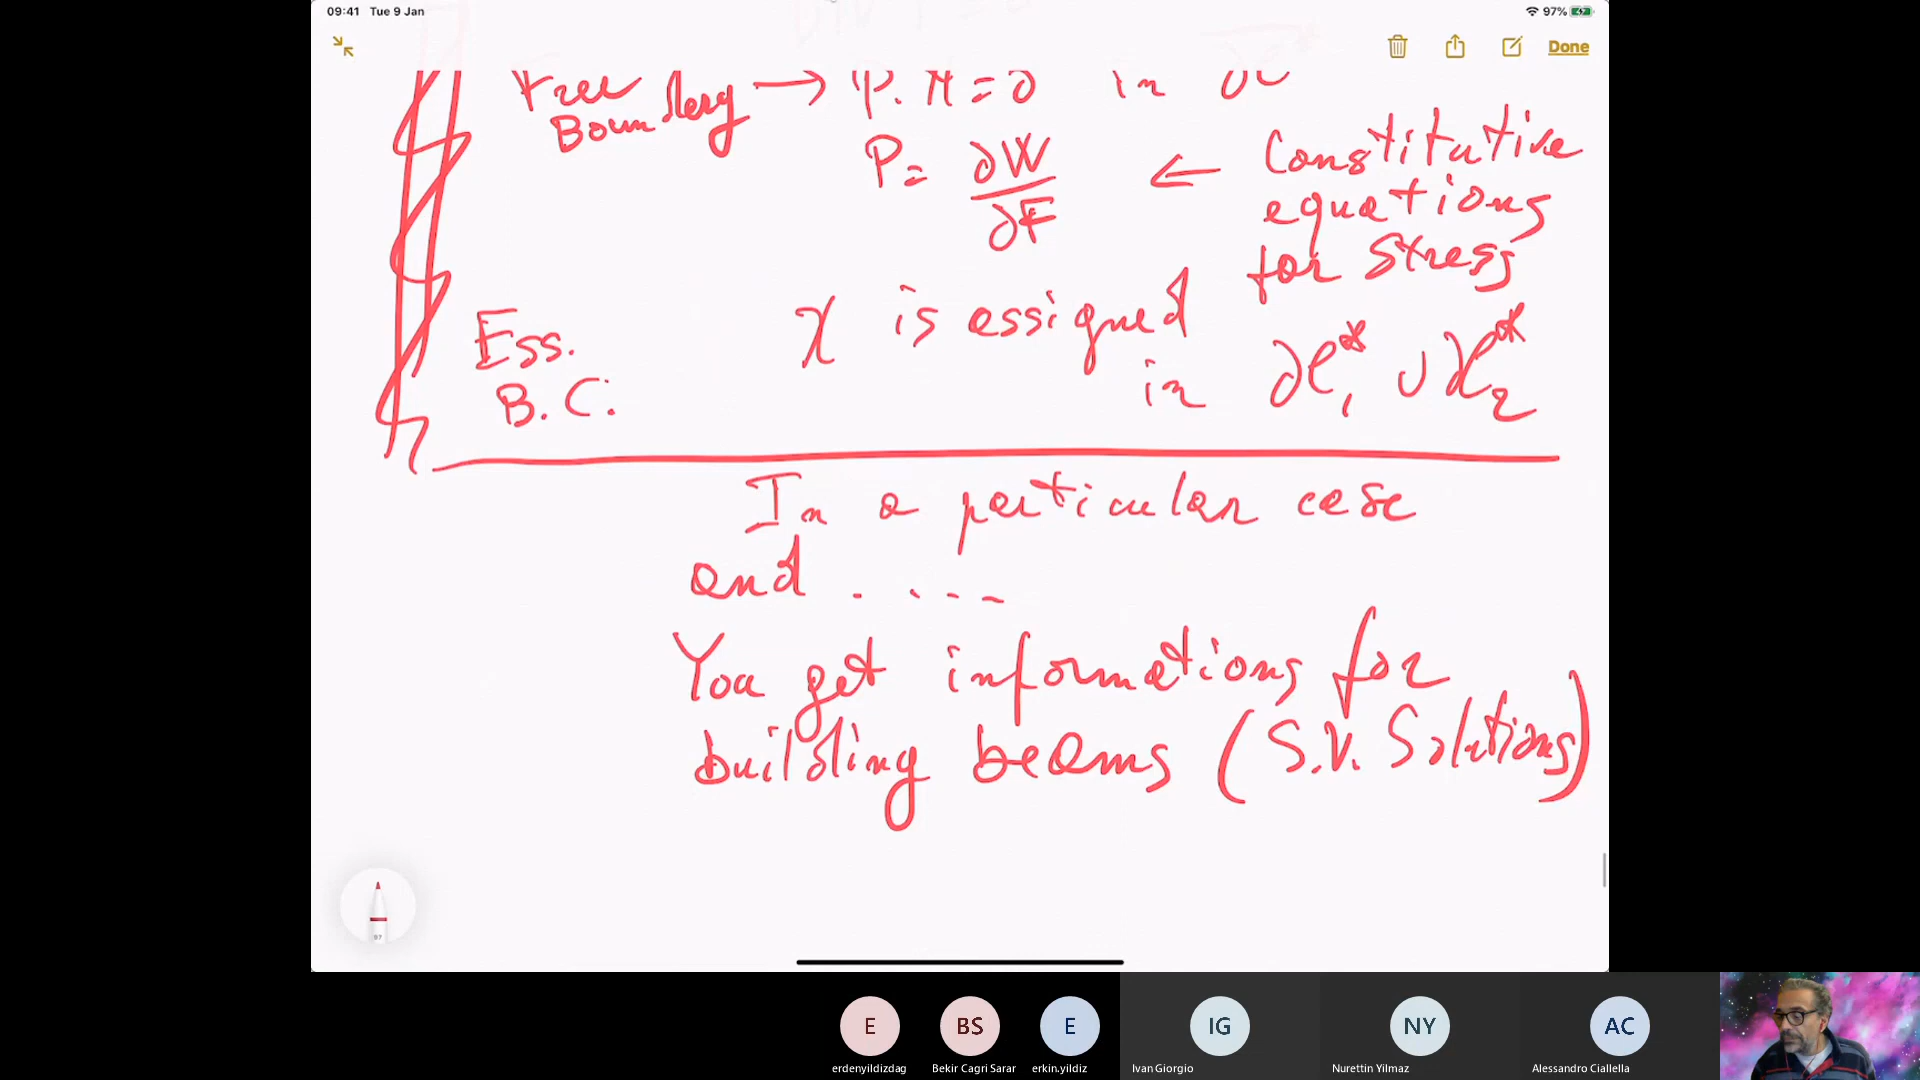 09:41 Tue 9 Jan
97%
Done
Free
Boundary → P. N = 0 in
P = ∂W / ∂F ← Constitutive
equations
for stress
Ess.
B.C:
χ is assigned
in ∂C₁* ∪ ∂C₂*
In a particular case
and . . . . .
You get informations for
building beams (S.V. Solutions)
97
E BS E IG NY AC
erdenyildizdag Bekir Cagri Sarar erkin.yildiz Ivan Giorgio Nurettin Yilmaz Alessandro Ciallella